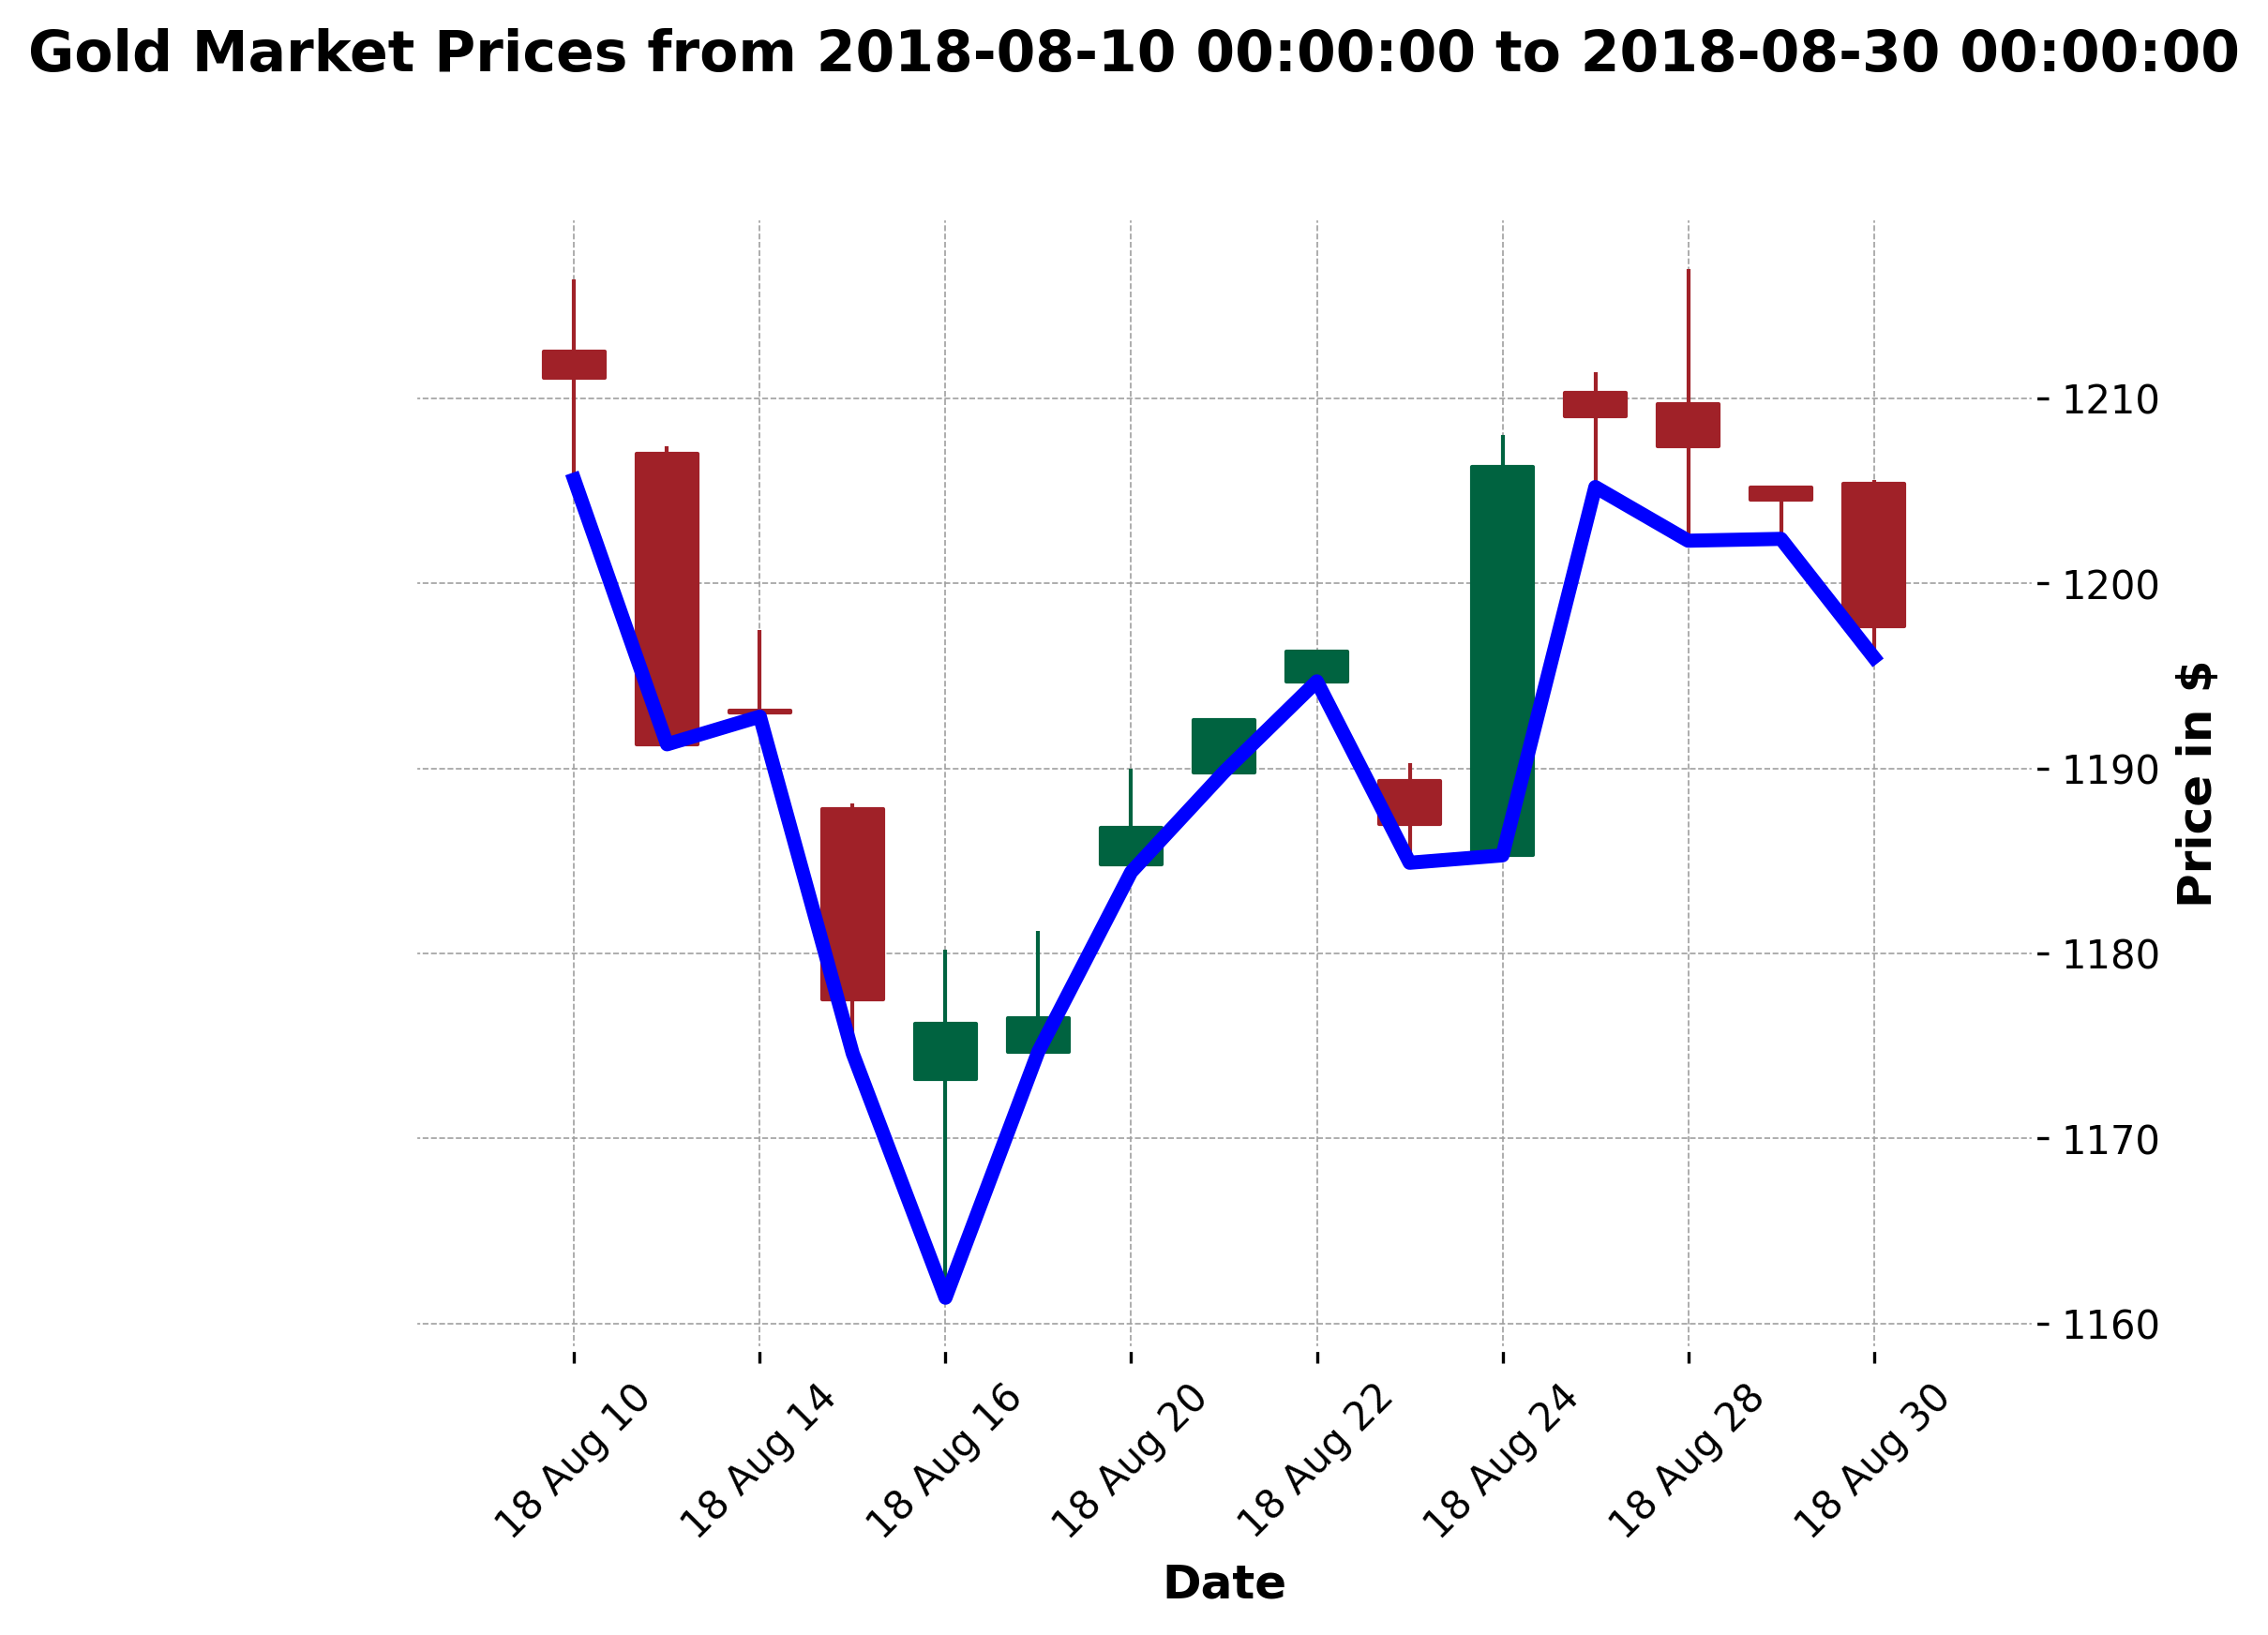 Gold Market Prices from 2018-08-10 00:00:00 to 2018-08-30 00:00:00
1210
1200
1190
1180
1170
1160
Price in $
18 Aug 10
18 Aug 14
18 Aug 16
18 Aug 20
18 Aug 22
18 Aug 24
18 Aug 28
18 Aug 30
Date